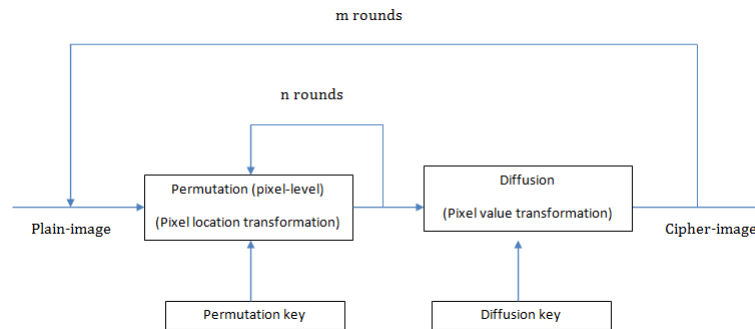 m rounds
n rounds
Permutation (pixel-level)
(Pixel location transformation)
Diffusion
(Pixel value transformation)
Plain-image
Cipher-image
Permutation key
Diffusion key